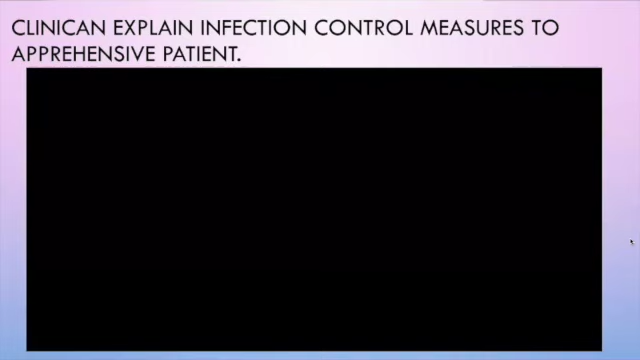 CLINICAN EXPLAIN INFECTION CONTROL MEASURES TO
APPREHENSIVE PATIENT.